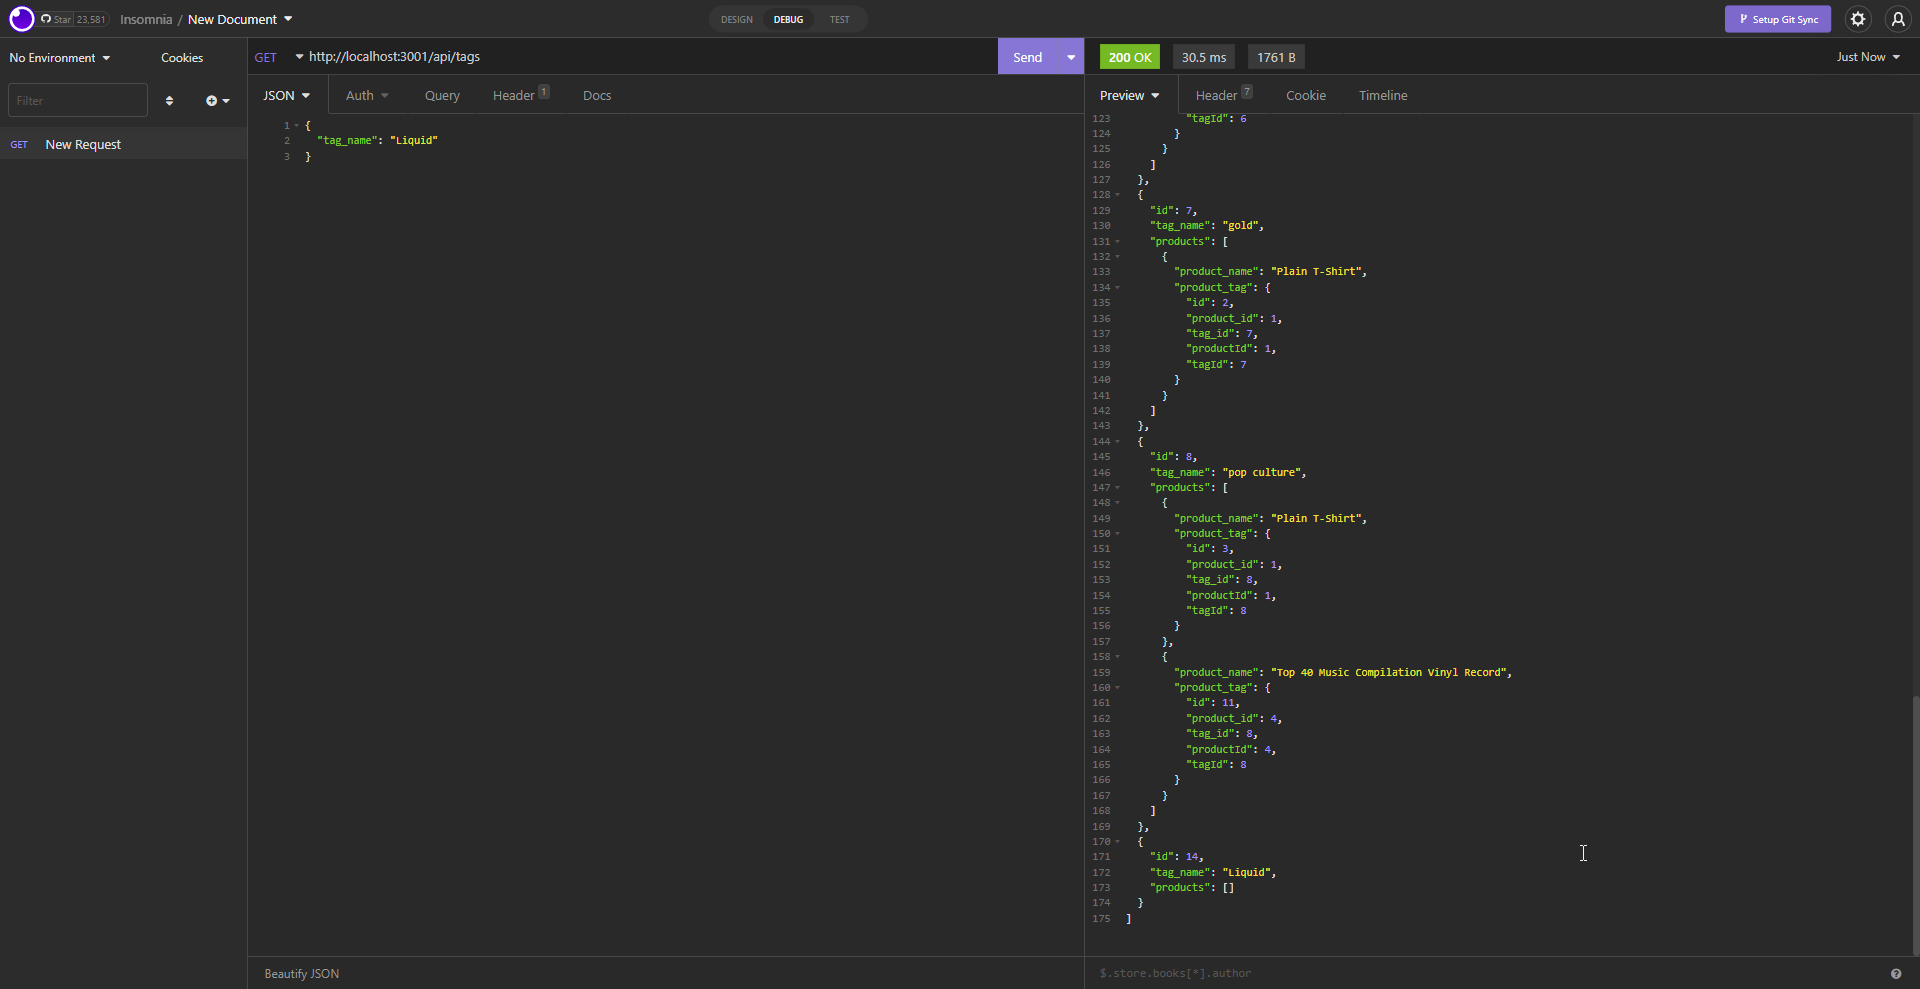 Star 23,581 Insomnia / New Document DESIGN DEBUG TEST Setup Git Sync
No Environment Cookies
Filter
GET New Request
GET http://localhost:3001/api/tags Send
JSON Auth Query Header 1 Docs
1 {
2 "tag_name": "Liquid"
3 }
Beautify JSON
200 OK 30.5 ms 1761 B Just Now
Preview Header 7 Cookie Timeline
123 "tagId": 6
124 }
125 }
126 ]
127 },
128 {
129 "id": 7,
130 "tag_name": "gold",
131 "products": [
132 {
133 "product_name": "Plain T-Shirt",
134 "product_tag": {
135 "id": 2,
136 "product_id": 1,
137 "tag_id": 7,
138 "productId": 1,
139 "tagId": 7
140 }
141 }
142 ]
143 },
144 {
145 "id": 8,
146 "tag_name": "pop culture",
147 "products": [
148 {
149 "product_name": "Plain T-Shirt",
150 "product_tag": {
151 "id": 3,
152 "product_id": 1,
153 "tag_id": 8,
154 "productId": 1,
155 "tagId": 8
156 }
157 },
158 {
159 "product_name": "Top 40 Music Compilation Vinyl Record",
160 "product_tag": {
161 "id": 11,
162 "product_id": 4,
163 "tag_id": 8,
164 "productId": 4,
165 "tagId": 8
166 }
167 }
168 ]
169 },
170 {
171 "id": 14,
172 "tag_name": "Liquid",
173 "products": []
174 }
175 ]
$.store.books[*].author